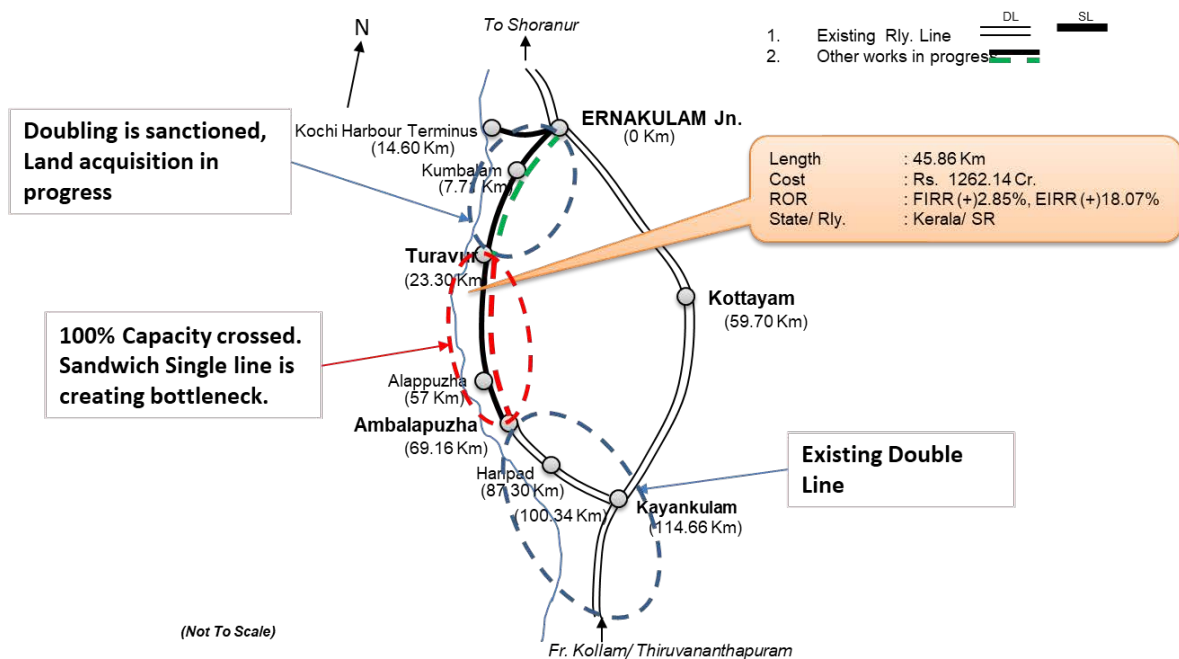 N
To Shoranur
DL
SL
1. Existing Rly. Line
2. Other works in progress
Doubling is sanctioned,
Land acquisition in
progress
Kochi Harbour Terminus
(14.60 Km)
ERNAKULAM Jn.
(0 Km)
Kumbalam
Km)
Length : 45.86 Km
Cost : Rs. 1262.14 Cr.
ROR : FIRR (+)2.85%, EIRR (+)18.07%
State/ Rly. : Kerala/ SR
Turavur
(23.30 Km)
Kottayam
(59.70 Km)
100% Capacity crossed.
Sandwich Single line is
creating bottleneck.
Alappuzha
(57 Km)
Ambalapuzha
(69.16 Km)
Existing Double
Line
Haripad
(87.30 Km)
(100.34 Km)
Kayankulam
(114.66 Km)
(Not To Scale)
Fr. Kollam/ Thiruvananthapuram